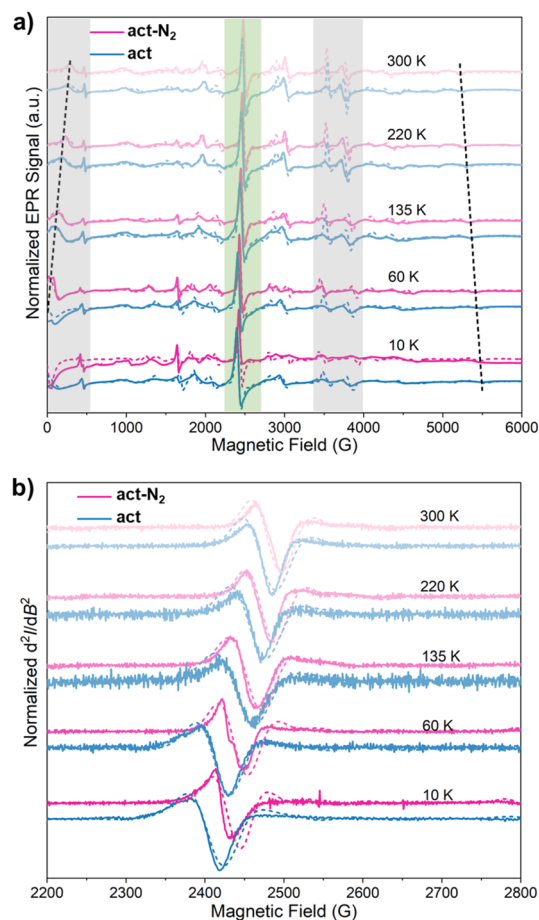 a)
act-N₂
act
300 K
220 K
135 K
60 K
10 K
Normalized EPR Signal (a.u.)
0 1000 2000 3000 4000 5000 6000
Magnetic Field (G)
b)
act-N₂
act
300 K
220 K
135 K
60 K
10 K
Normalized d²I/dB²
2200 2300 2400 2500 2600 2700 2800
Magnetic Field (G)